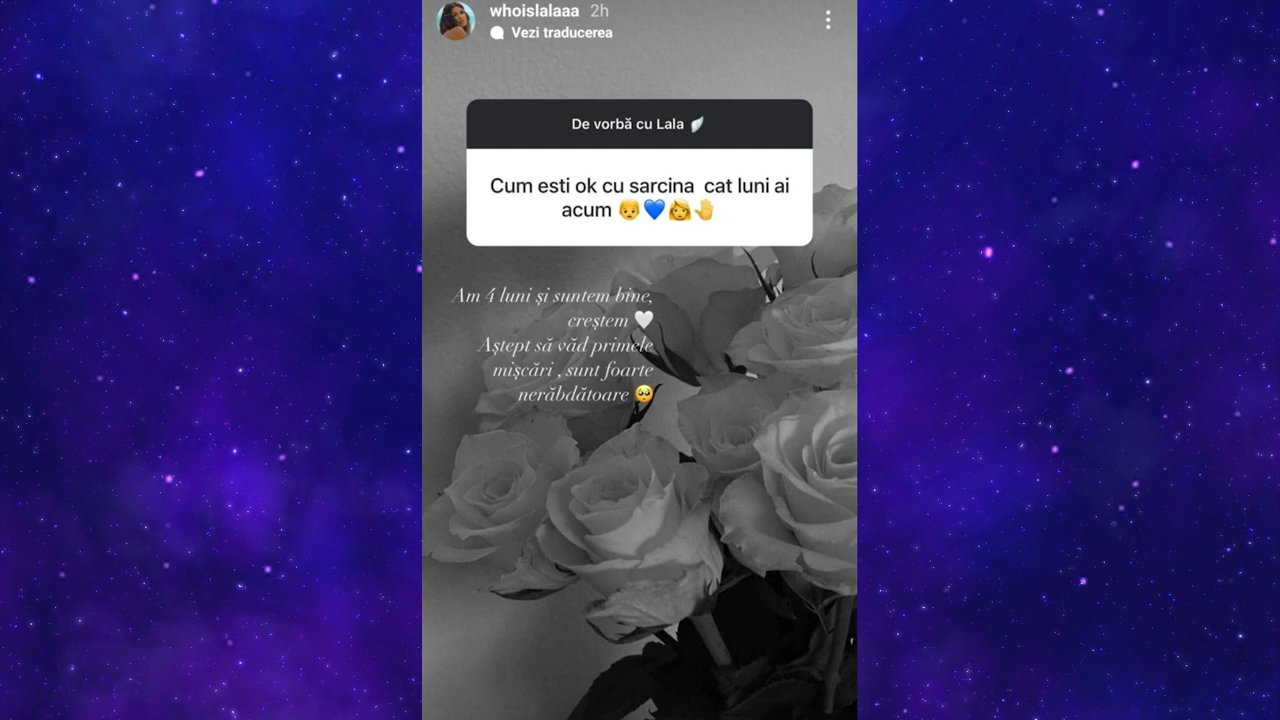 whoislalaaa 2h
Vezi traducerea
De vorbă cu Lala 🪽
Cum esti ok cu sarcina  cat luni ai
acum 👨💙👩🤚
Am 4 luni și suntem bine,
creștem 🤍
Aștept să văd primele
mișcări , sunt foarte
nerăbdătoare 🥺